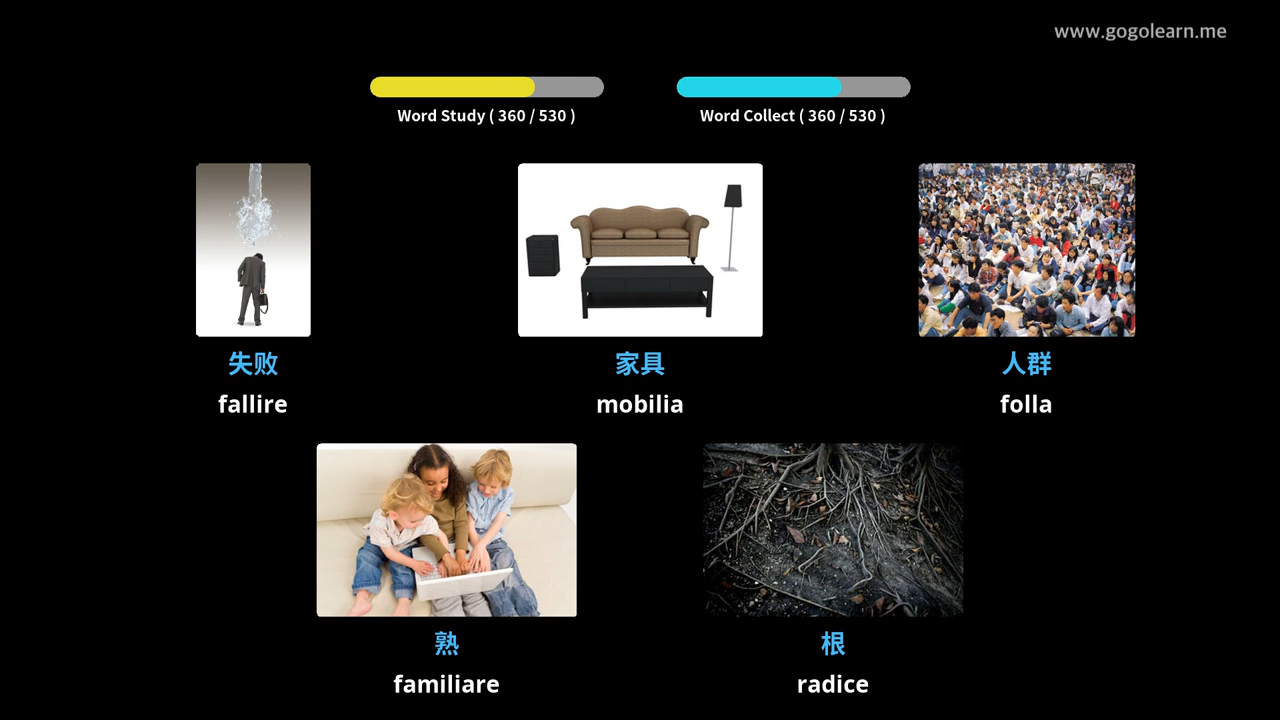 www.gogolearn.me
Word Study ( 360 / 530 )
Word Collect ( 360 / 530 )
失败
fallire
家具
mobilia
人群
folla
熟
familiare
根
radice